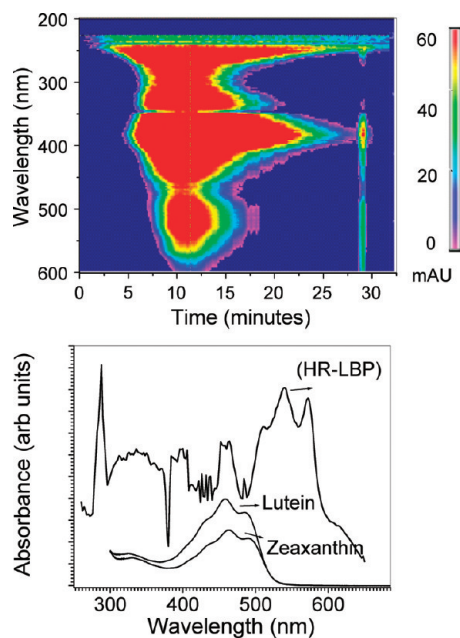 200
300
400
500
600
Wavelength (nm)
0 5 10 15 20 25 30
Time (minutes)
60
40
20
0
mAU
Absorbance (arb units)
(HR-LBP)
Lutein
Zeaxanthin
300 400 500 600
Wavelength (nm)